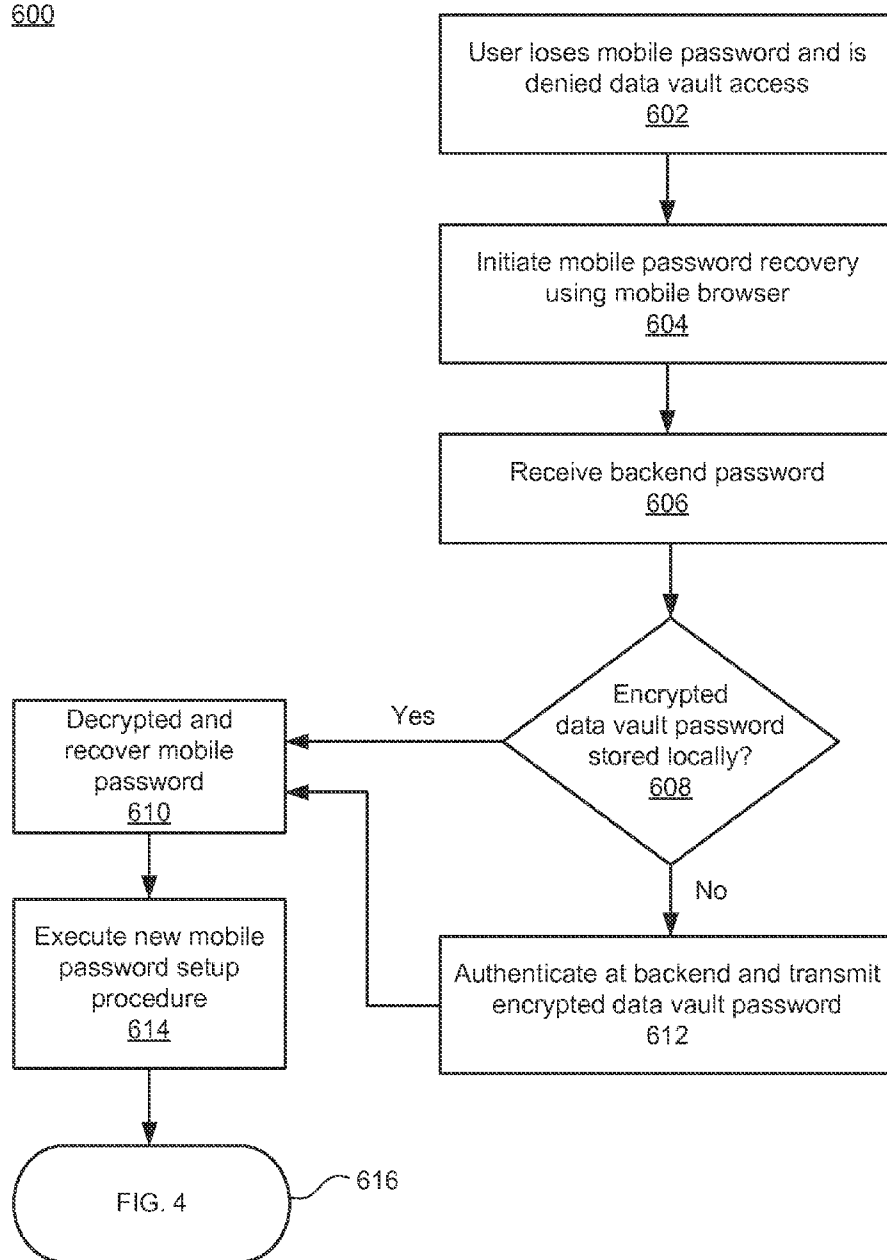 600
User loses mobile password and is
denied data vault access
602
Initiate mobile password recovery
using mobile browser
604
Receive backend password
606
Encrypted
data vault password
stored locally?
608
Yes
No
Decrypted and
recover mobile
password
610
Authenticate at backend and transmit
encrypted data vault password
612
Execute new mobile
password setup
procedure
614
FIG. 4
616